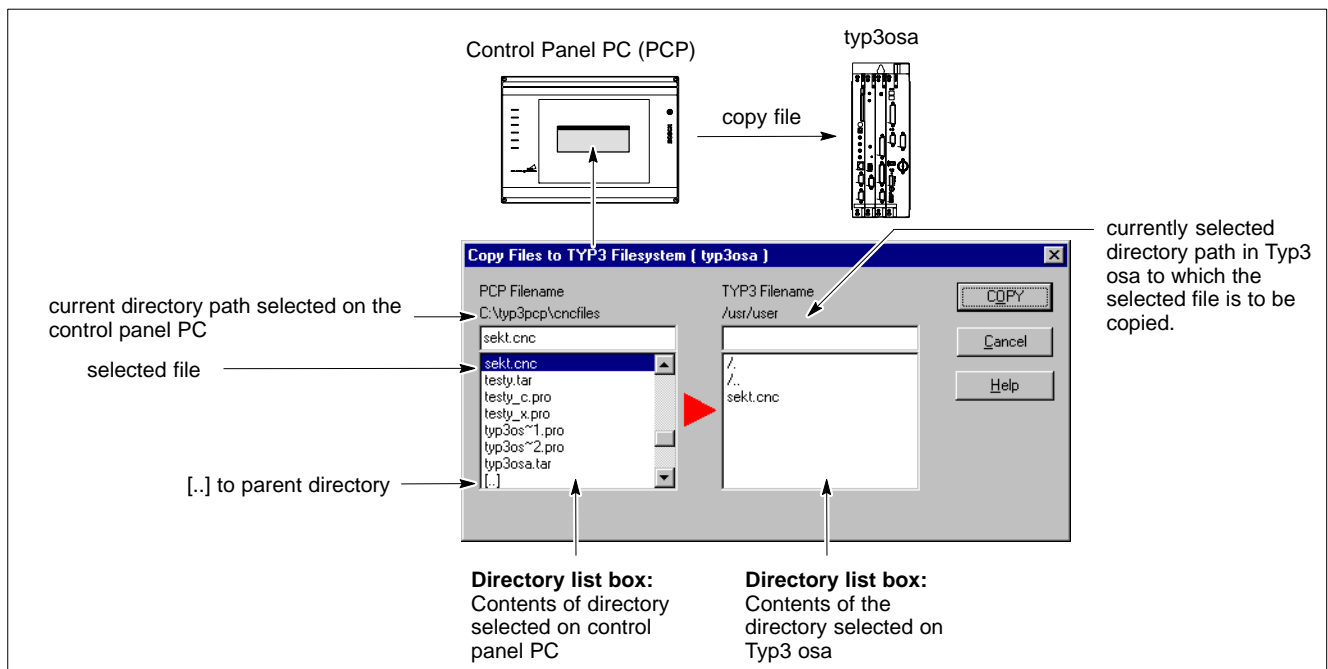 Control Panel PC (PCP)
typ3osa
copy file
BOSCH
currently selected
directory path in Typ3
osa to which the
selected file is to be
copied.
Copy Files to TYP3 Filesystem ( typ3osa )
PCP Filename
TYP3 Filename
COPY
current directory path selected on the
control panel PC
C:\typ3pcp\cncfiles
/usr/user
sekt.cnc
Cancel
selected file
sekt.cnc
testy.tar
testy_c.pro
testy_x.pro
typ3os~1.pro
typ3os~2.pro
typ3osa.tar
[..]
/.
/..
sekt.cnc
Help
[..] to parent directory
Directory list box:
Contents of directory
selected on control
panel PC
Directory list box:
Contents of the
directory selected on
Typ3 osa